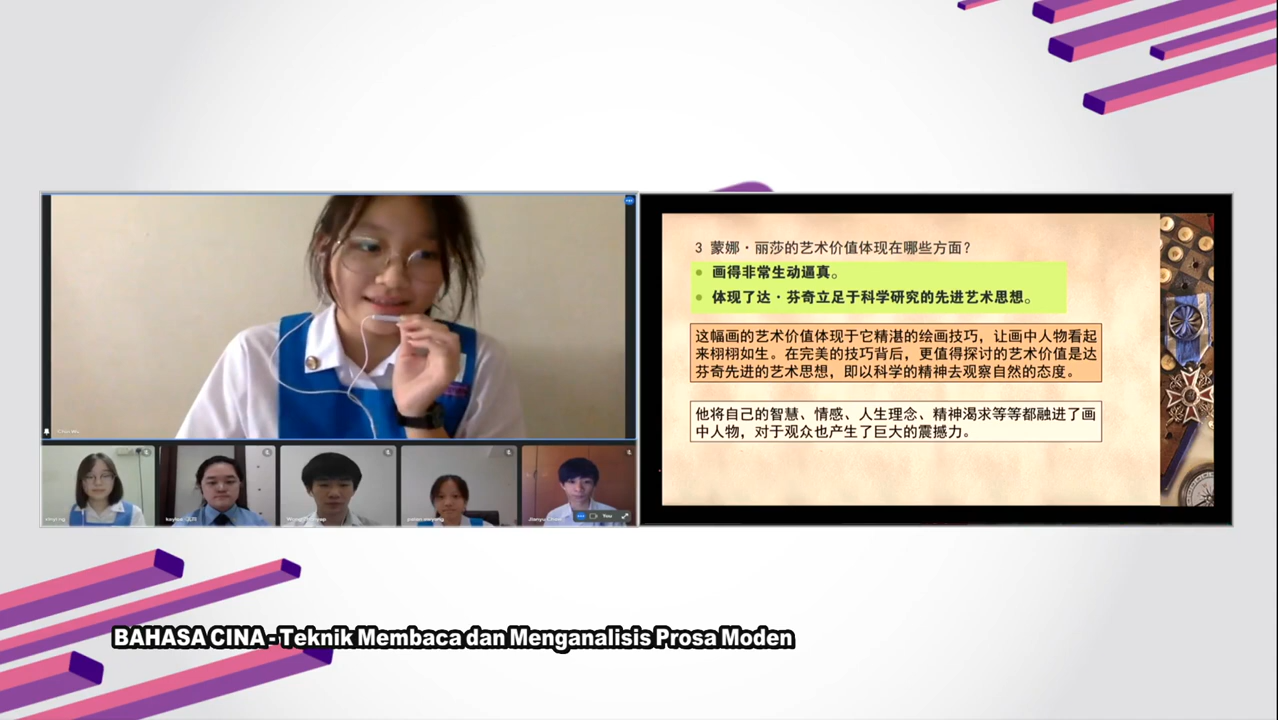 3 蒙娜·丽莎的艺术价值体现在哪些方面？
画得非常生动逼真。
体现了达·芬奇立足于科学研究的先进艺术思想。
这幅画的艺术价值体现于它精湛的绘画技巧，让画中人物看起
来栩栩如生。在完美的技巧背后，更值得探讨的艺术价值是达
芬奇先进的艺术思想，即以科学的精神去观察自然的态度。
他将自己的智慧、情感、人生理念、精神渴求等等都融进了画
中人物，对于观众也产生了巨大的震撼力。
You
BAHASA CINA - Teknik Membaca dan Menganalisis Prosa Moden